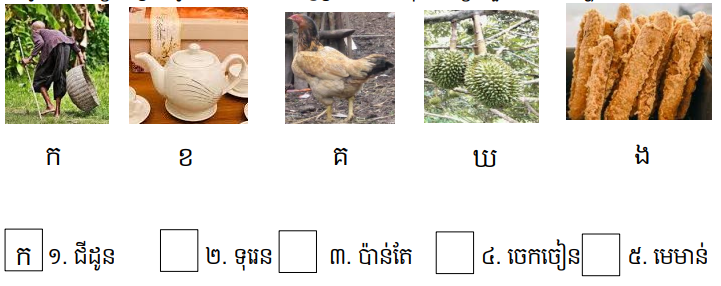 ក ខ គ ឃ ង
ក ១. ជីដូន ២. ទុរេន ៣. ប៉ាន់តែ ៤. ចេកចៀន ៥. មេមាន់